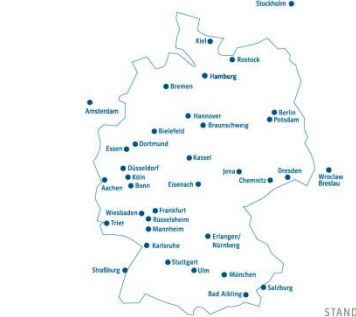 Stockholm
Kiel
Rostock
Hamburg
Bremen
Amsterdam
Hannover
Berlin
Braunschweig
Potsdam
Bielefeld
Dortmund
Essen
Kassel
Düsseldorf
Köln
Jena
Dresden
Wroclaw
Breslau
Chemnitz
Aachen
Bonn
Eisenach
Wiesbaden
Frankfurt
Rüsselsheim
Trier
Mannheim
Erlangen/
Nürnberg
Karlsruhe
Stuttgart
Straßburg
Ulm
München
Salzburg
Bad Aibling
STAND